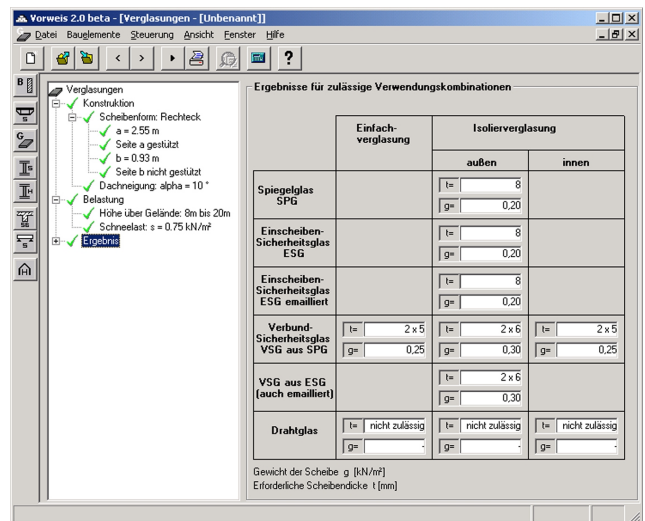 Vorweis 2.0 beta - [Verglasungen - [Unbenannt]]
Datei Bauelemente Steuerung Ansicht Fenster Hilfe
Verglasungen
Konstruktion
Scheibenform: Rechteck
a = 2.55 m
Seite a gestützt
b = 0.93 m
Seite b nicht gestützt
Dachneigung: alpha = 10 °
Belastung
Höhe über Gelände: 8m bis 20m
Schneelast: s = 0.75 kN/m²
Ergebnis
Ergebnisse für zulässige Verwendungskombinationen
Einfach-
verglasung
Isolierverglasung
außen innen
Spiegelglas
SPG
t= 8
g= 0,20
Einscheiben-
Sicherheitsglas
ESG
t= 8
g= 0,20
Einscheiben-
Sicherheitsglas
ESG emailliert
t= 8
g= 0,20
Verbund-
Sicherheitsglas
VSG aus SPG
t= 2 x 5 t= 2 x 6 t= 2 x 5
g= 0,25 g= 0,30 g= 0,25
VSG aus ESG
(auch emailliert)
t= 2 x 6
g= 0,30
Drahtglas
t= nicht zulässig t= nicht zulässig t= nicht zulässig
g= - g= - g= -
Gewicht der Scheibe g [kN/m²]
Erforderliche Scheibendicke t [mm]